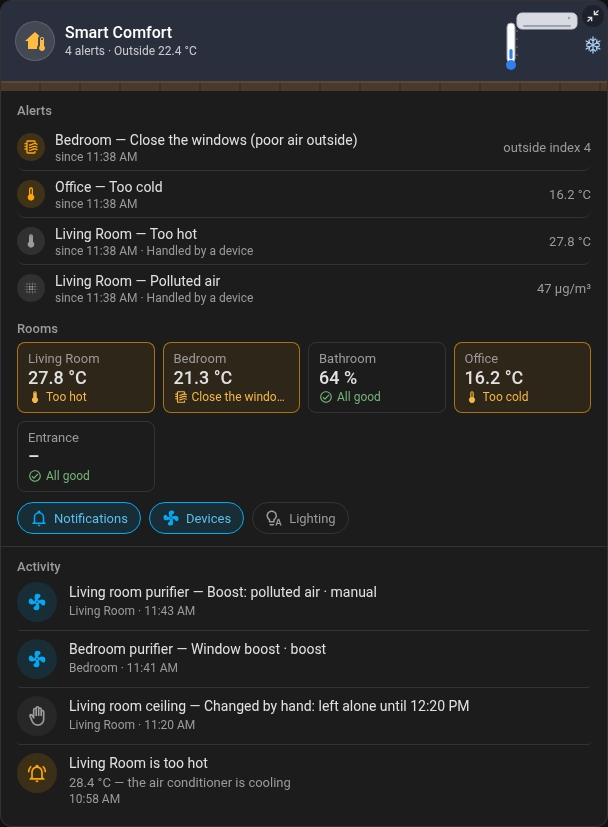 Smart Comfort
4 alerts · Outside 22.4 °C
Alerts
Bedroom — Close the windows (poor air outside)
since 11:38 AM
outside index 4
Office — Too cold
since 11:38 AM
16.2 °C
Living Room — Too hot
since 11:38 AM · Handled by a device
27.8 °C
Living Room — Polluted air
since 11:38 AM · Handled by a device
47 µg/m³
Rooms
Living Room
27.8 °C
Too hot
Bedroom
21.3 °C
Close the windo…
Bathroom
64 %
All good
Office
16.2 °C
Too cold
Entrance
–
All good
Notifications
Devices
Lighting
Activity
Living room purifier — Boost: polluted air · manual
Living Room · 11:43 AM
Bedroom purifier — Window boost · boost
Bedroom · 11:41 AM
Living room ceiling — Changed by hand: left alone until 12:20 PM
Living Room · 11:20 AM
Living Room is too hot
28.4 °C — the air conditioner is cooling
10:58 AM